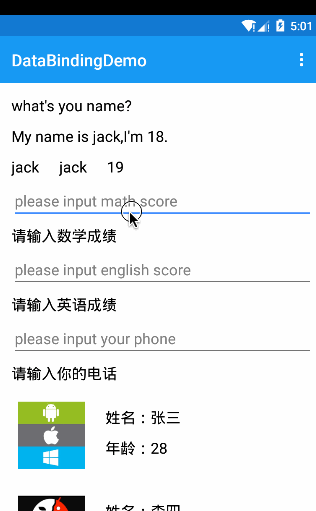 5:01
DataBindingDemo
what's you name?
My name is jack,I'm 18.
jack jack 19
please input math score
请输入数学成绩
please input english score
请输入英语成绩
please input your phone
请输入你的电话
姓名：张三
年龄：28
姓名：李四